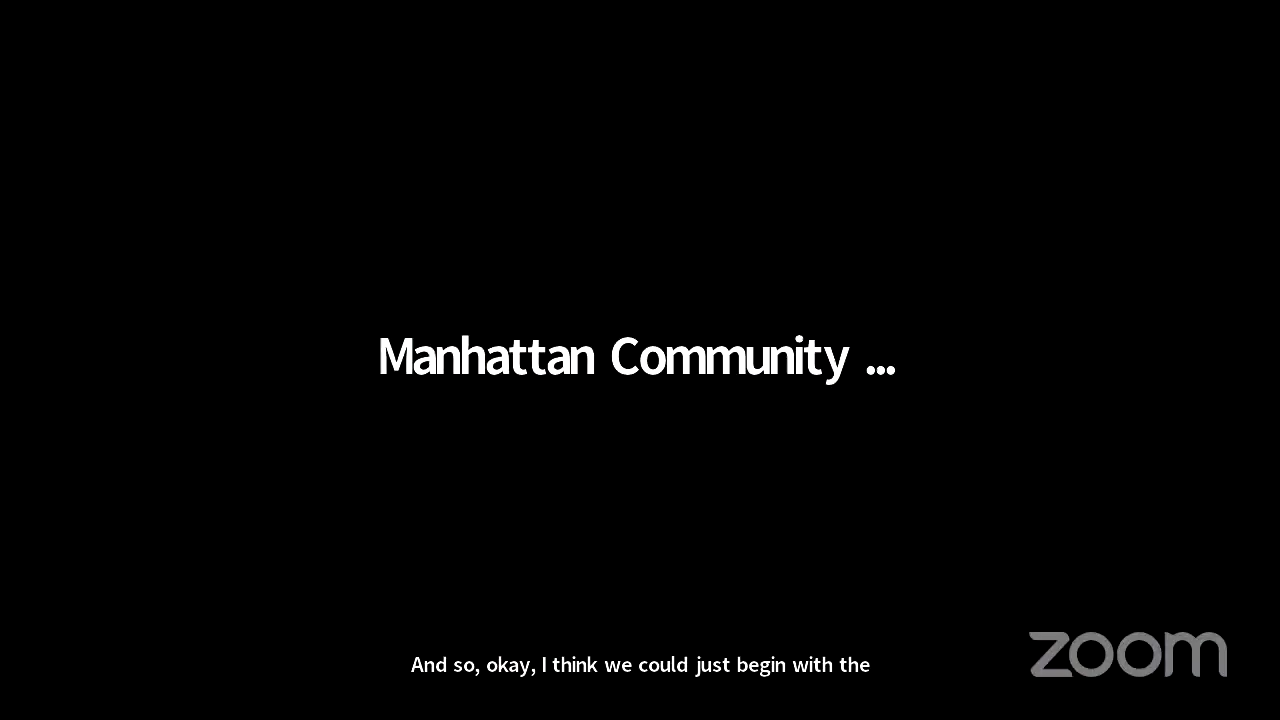 Manhattan Community ...
And so, okay, I think we could just begin with the
zoom